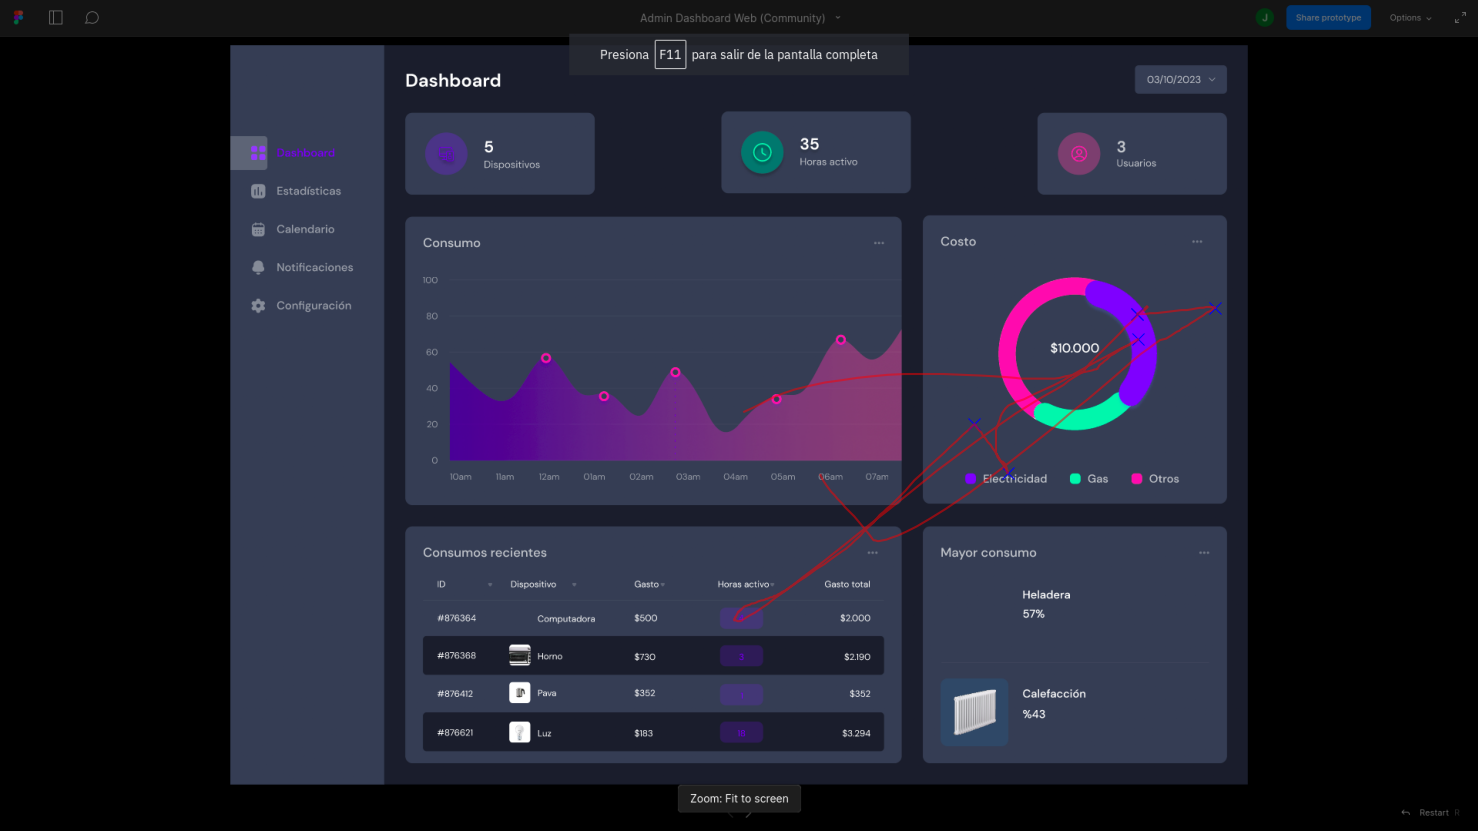 Admin Dashboard Web (Community)
J
Share prototype
Options
Presiona F11 para salir de la pantalla completa
Dashboard
03/10/2023
5
Dispositivos
35
Horas activo
3
Usuarios
Dashboard
Estadísticas
Calendario
Notificaciones
Configuración
Consumo
100
80
60
40
20
0
10am 11am 12am 01am 02am 03am 04am 05am 06am 07am
Costo
$10.000
Electricidad Gas Otros
Consumos recientes
ID Dispositivo Gasto Horas activo Gasto total
#876364 Computadora $500 $2.000
#876368 Horno $730 $2.190
#876412 Pava $352 $352
#876621 Luz $183 $3.294
Mayor consumo
Heladera
57%
Calefacción
%43
Zoom: Fit to screen
Restart R